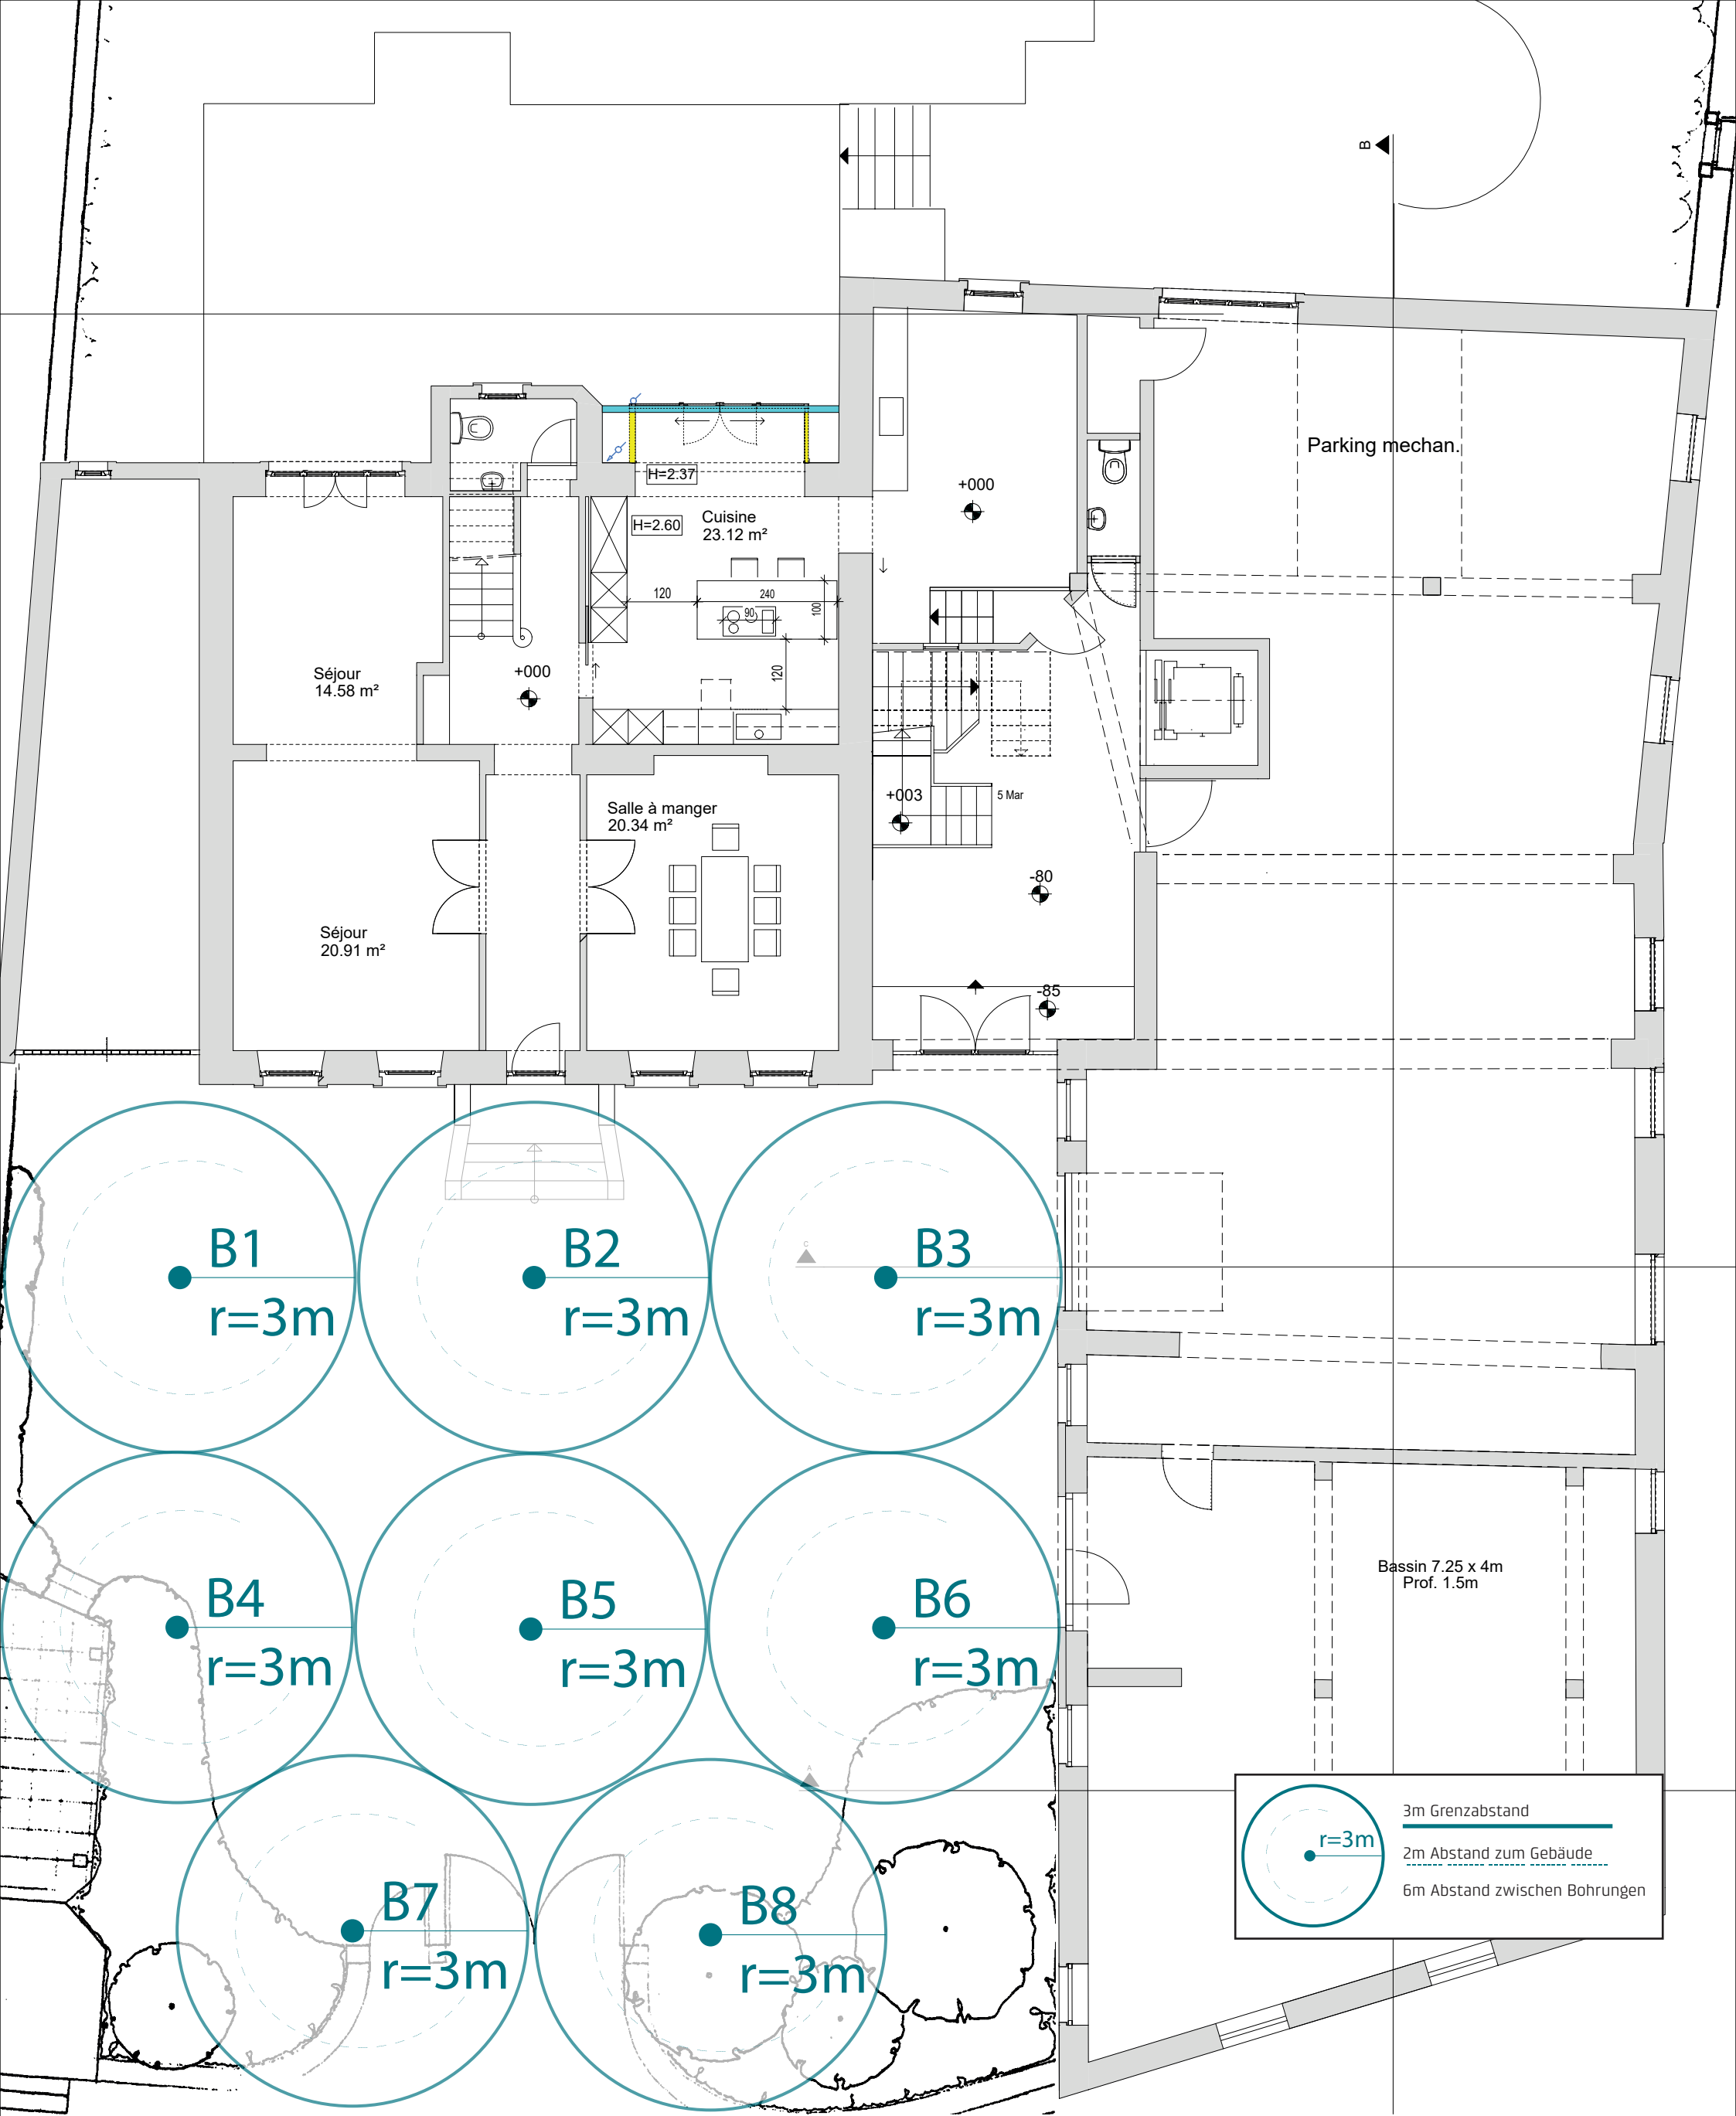 B
Parking mechan.
H=2.37
+000
H=2.60
Cuisine
23.12 m²
120
240
90
100
120
Séjour
14.58 m²
+000
+003
5 Mar
Salle à manger
20.34 m²
-80
Séjour
20.91 m²
-85
B1
r=3m
B2
r=3m
C
B3
r=3m
B4
r=3m
B5
r=3m
B6
r=3m
Bassin 7.25 x 4m
Prof. 1.5m
A
B7
r=3m
B8
r=3m
r=3m
3m Grenzabstand
2m Abstand zum Gebäude
6m Abstand zwischen Bohrungen